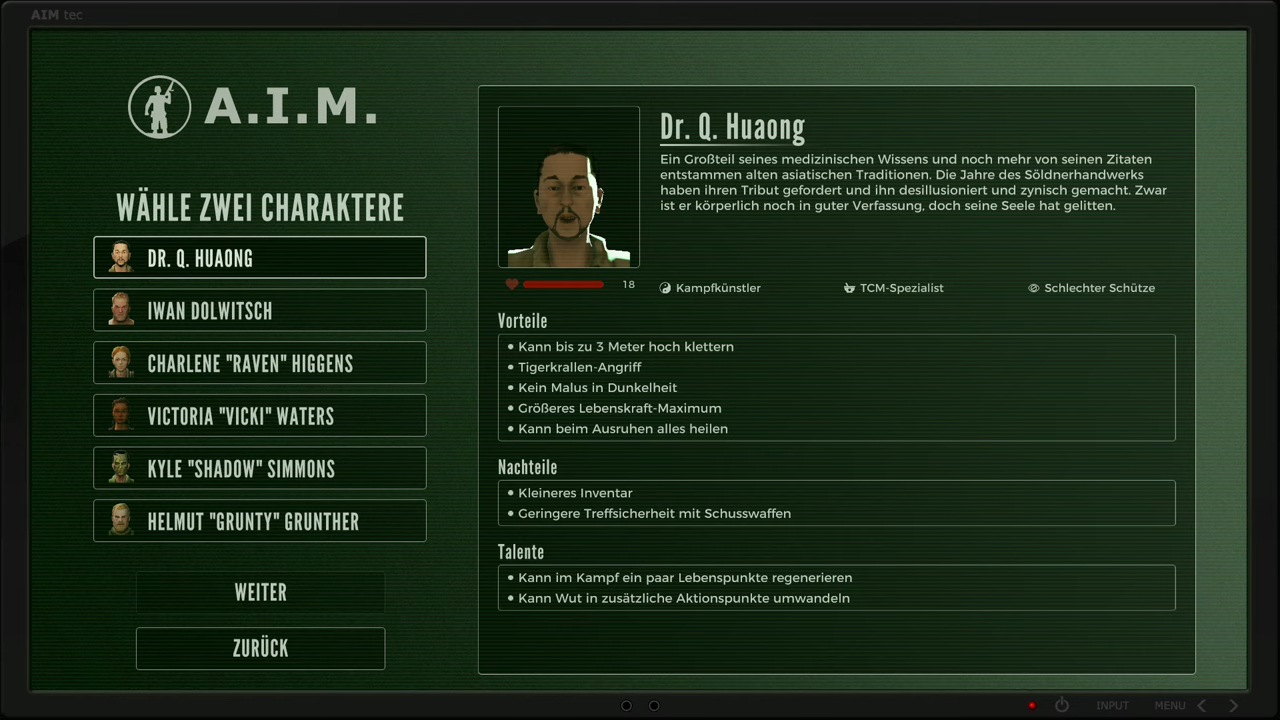 AIM tec
A.I.M.
WÄHLE ZWEI CHARAKTERE
DR. Q. HUAONG
IWAN DOLWITSCH
CHARLENE "RAVEN" HIGGENS
VICTORIA "VICKI" WATERS
KYLE "SHADOW" SIMMONS
HELMUT "GRUNTY" GRUNTHER
WEITER
ZURÜCK
Dr. Q. Huaong
Ein Großteil seines medizinischen Wissens und noch mehr von seinen Zitaten
entstammen alten asiatischen Traditionen. Die Jahre des Söldnerhandwerks
haben ihren Tribut gefordert und ihn desillusioniert und zynisch gemacht. Zwar
ist er körperlich noch in guter Verfassung, doch seine Seele hat gelitten.
18
Kampfkünstler
TCM-Spezialist
Schlechter Schütze
Vorteile
• Kann bis zu 3 Meter hoch klettern
• Tigerkrallen-Angriff
• Kein Malus in Dunkelheit
• Größeres Lebenskraft-Maximum
• Kann beim Ausruhen alles heilen
Nachteile
• Kleineres Inventar
• Geringere Treffsicherheit mit Schusswaffen
Talente
• Kann im Kampf ein paar Lebenspunkte regenerieren
• Kann Wut in zusätzliche Aktionspunkte umwandeln
INPUT
MENU